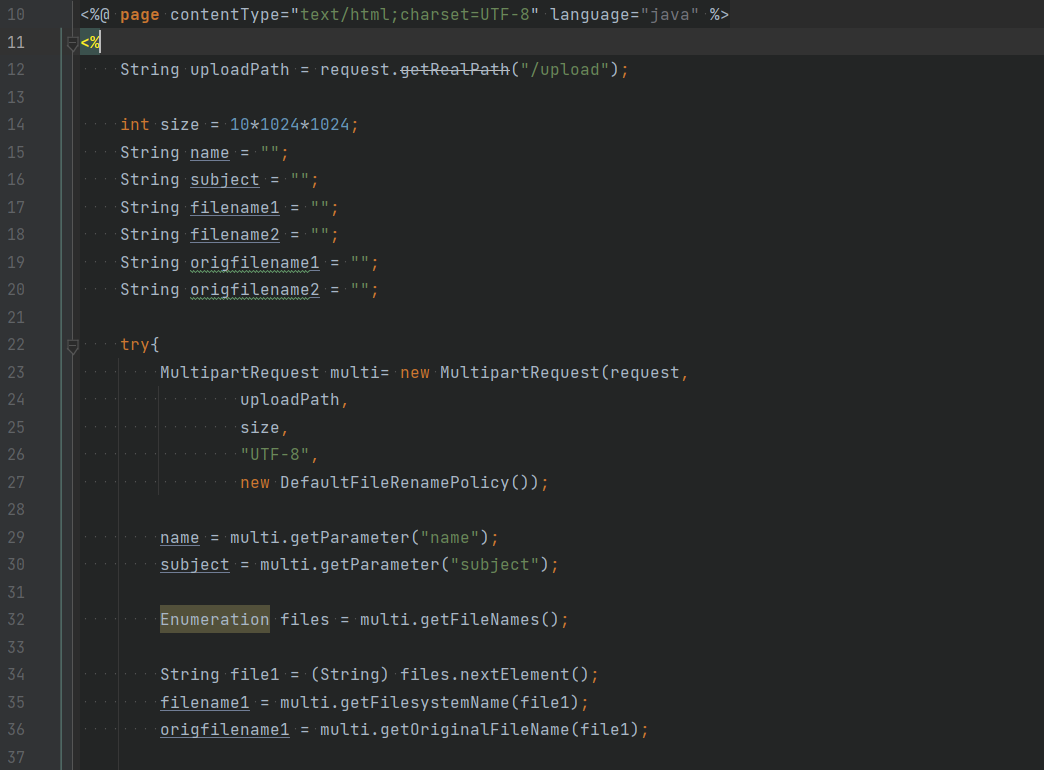 10 <%@ page contentType="text/html;charset=UTF-8" language="java" %>
11 <%
12     String uploadPath = request.getRealPath("/upload");
13
14     int size = 10*1024*1024;
15     String name = "";
16     String subject = "";
17     String filename1 = "";
18     String filename2 = "";
19     String origfilename1 = "";
20     String origfilename2 = "";
21
22     try{
23         MultipartRequest multi= new MultipartRequest(request,
24                 uploadPath,
25                 size,
26                 "UTF-8",
27                 new DefaultFileRenamePolicy());
28
29         name = multi.getParameter("name");
30         subject = multi.getParameter("subject");
31
32         Enumeration files = multi.getFileNames();
33
34         String file1 = (String) files.nextElement();
35         filename1 = multi.getFilesystemName(file1);
36         origfilename1 = multi.getOriginalFileName(file1);
37